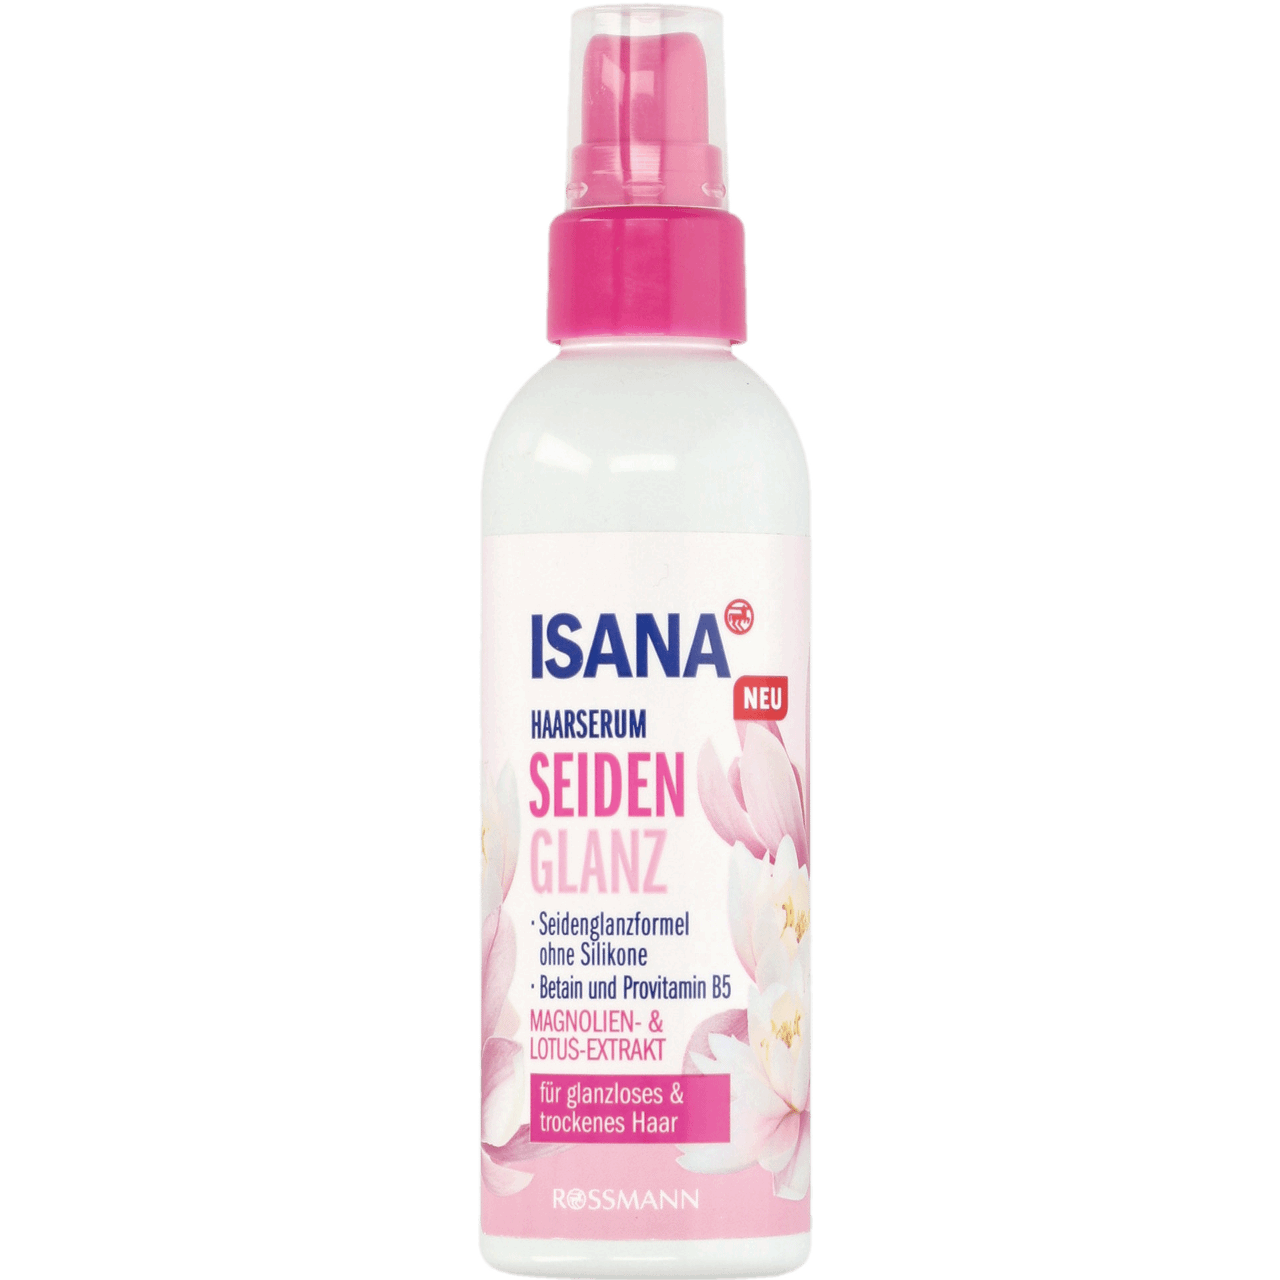 ISANA
NEU
HAARSERUM
SEIDEN
GLANZ
· Seidenglanzformel
ohne Silikone
· Betain und Provitamin B5
MAGNOLIEN- &
LOTUS-EXTRAKT
für glanzloses &
trockenes Haar
ROSSMANN